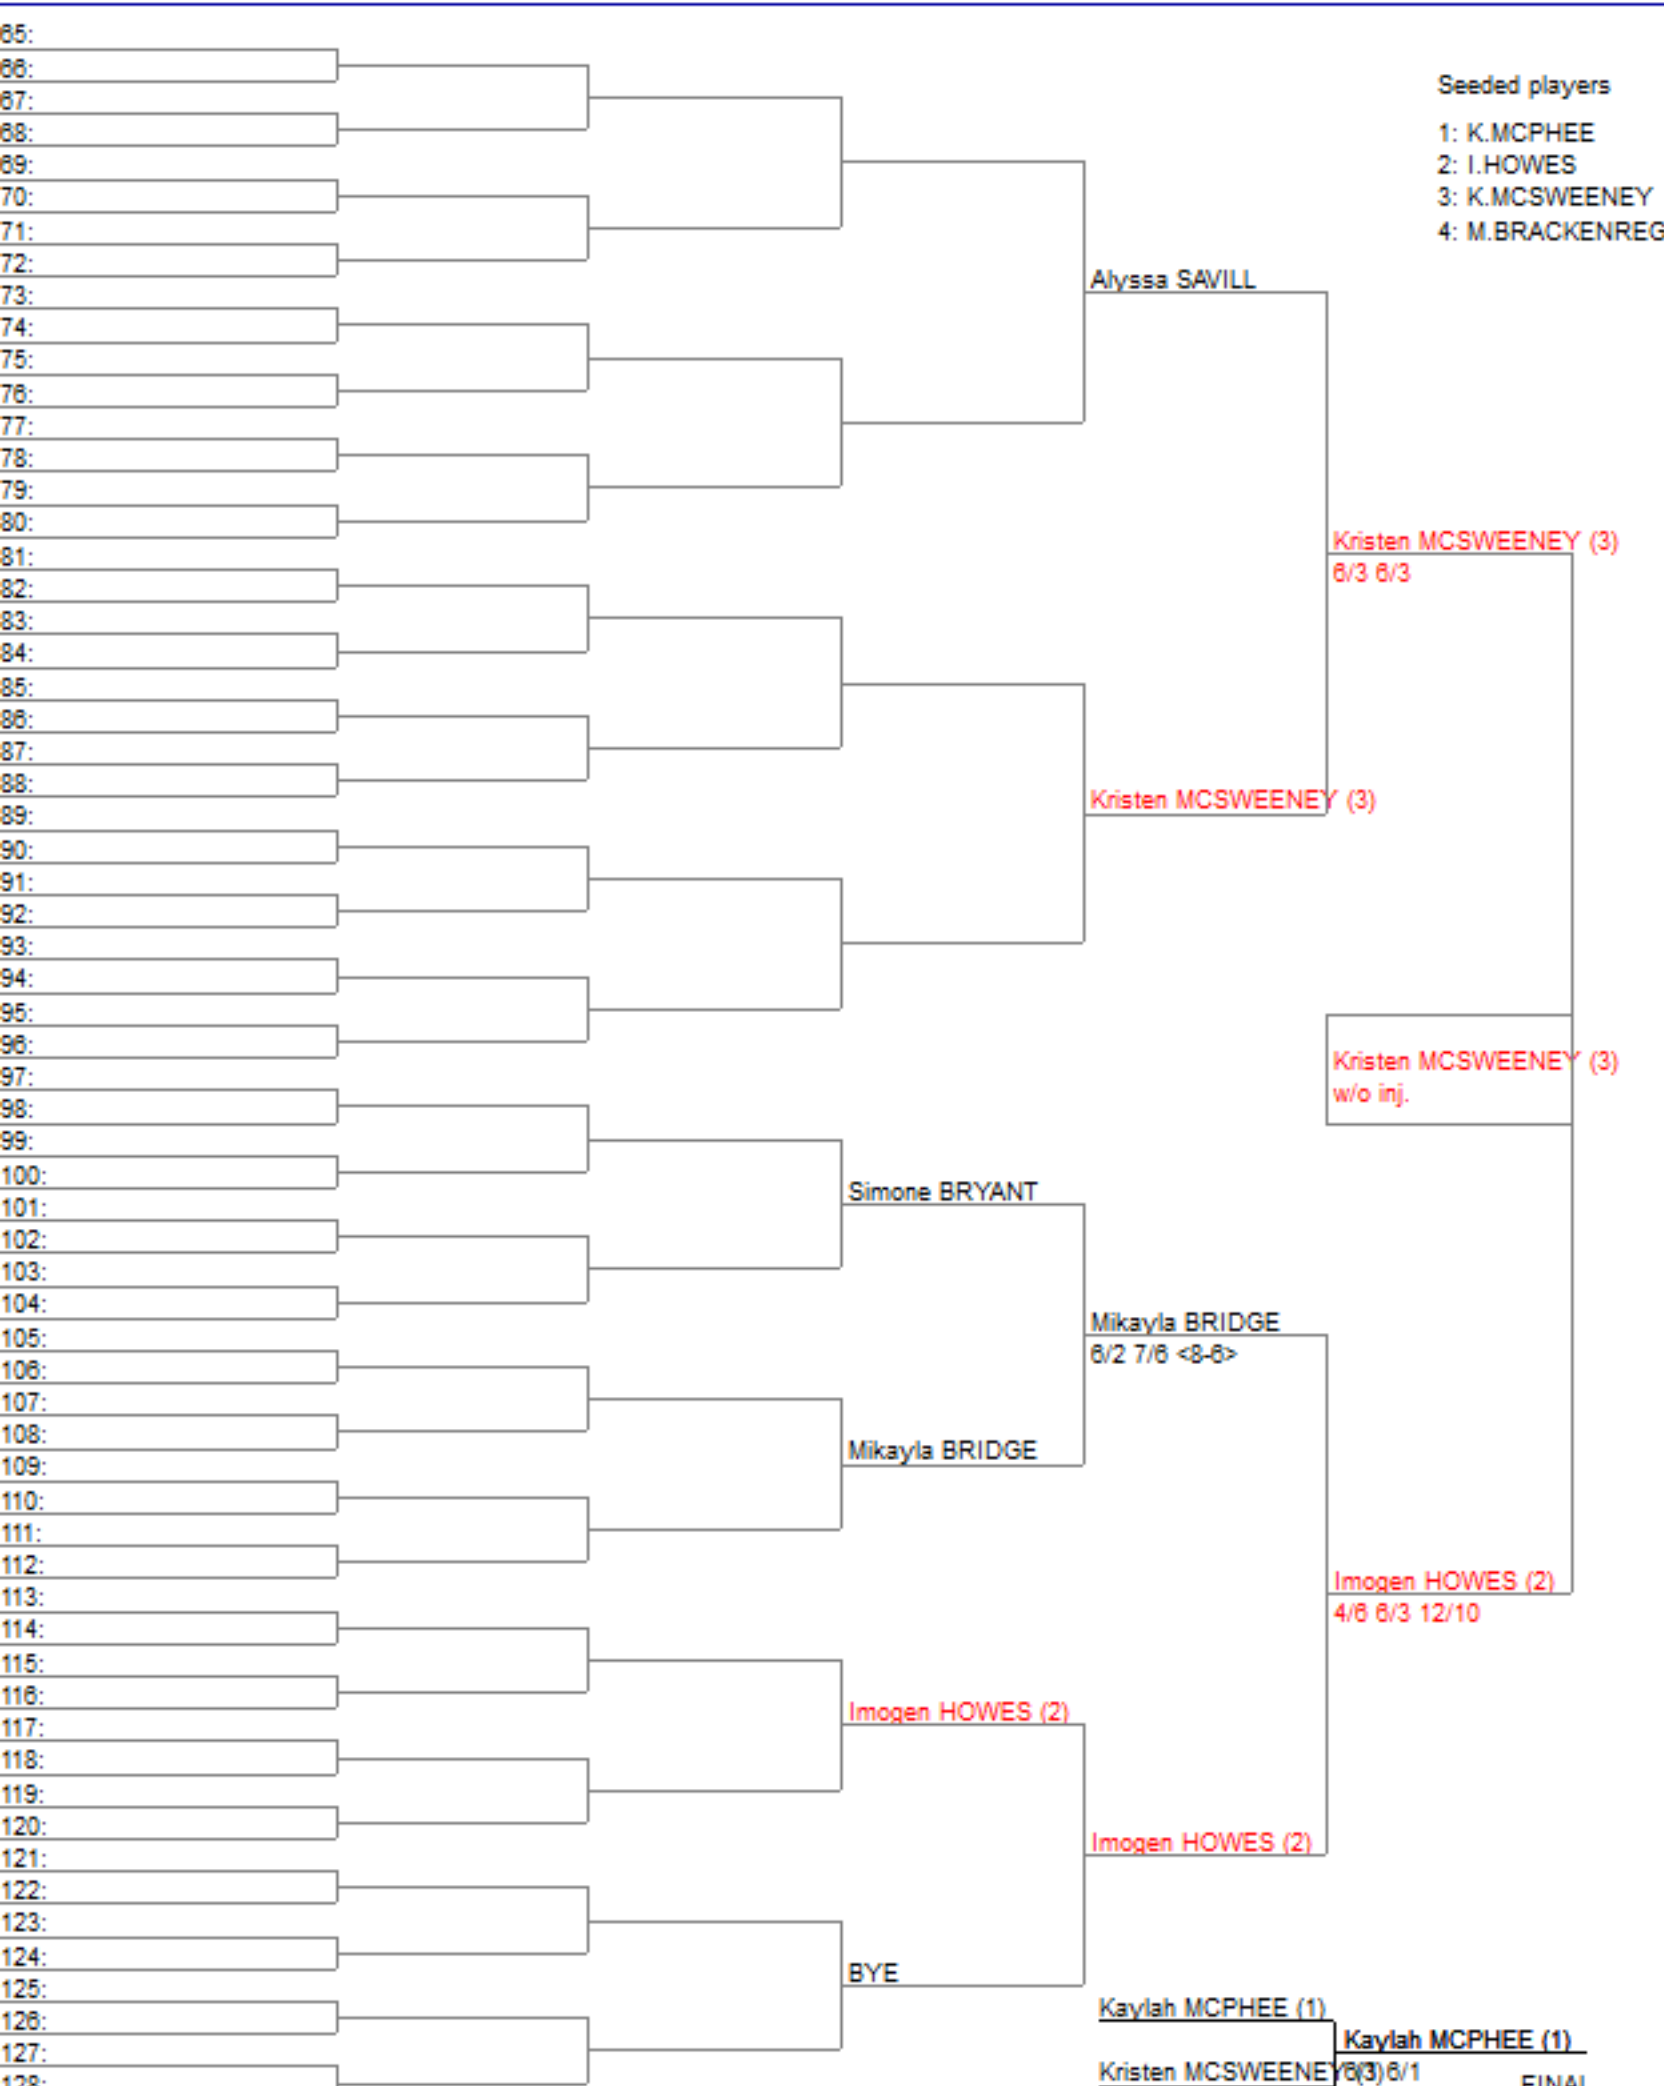 65:
66:
67:
68:
69:
70:
71:
72:
73:
74:
75:
76:
77:
78:
79:
80:
81:
82:
83:
84:
85:
86:
87:
88:
89:
90:
91:
92:
93:
94:
95:
96:
97:
98:
99:
100:
101:
102:
103:
104:
105:
106:
107:
108:
109:
110:
111:
112:
113:
114:
115:
116:
117:
118:
119:
120:
121:
122:
123:
124:
125:
126:
127:
128:
Simone BRYANT
Mikayla BRIDGE
Imogen HOWES (2)
BYE
Alyssa SAVILL
Kristen MCSWEENEY (3)
Mikayla BRIDGE
6/2 7/6 <8-6>
Imogen HOWES (2)
Kristen MCSWEENEY (3)
6/3 6/3
Kristen MCSWEENEY (3)
w/o inj.
Imogen HOWES (2)
4/6 6/3 12/10
Seeded players
1: K.MCPHEE
2: I.HOWES
3: K.MCSWEENEY
4: M.BRACKENREG
Kaylah MCPHEE (1)
Kristen MCSWEENEY (3)
Kaylah MCPHEE (1)
6/3 6/1
FINAL